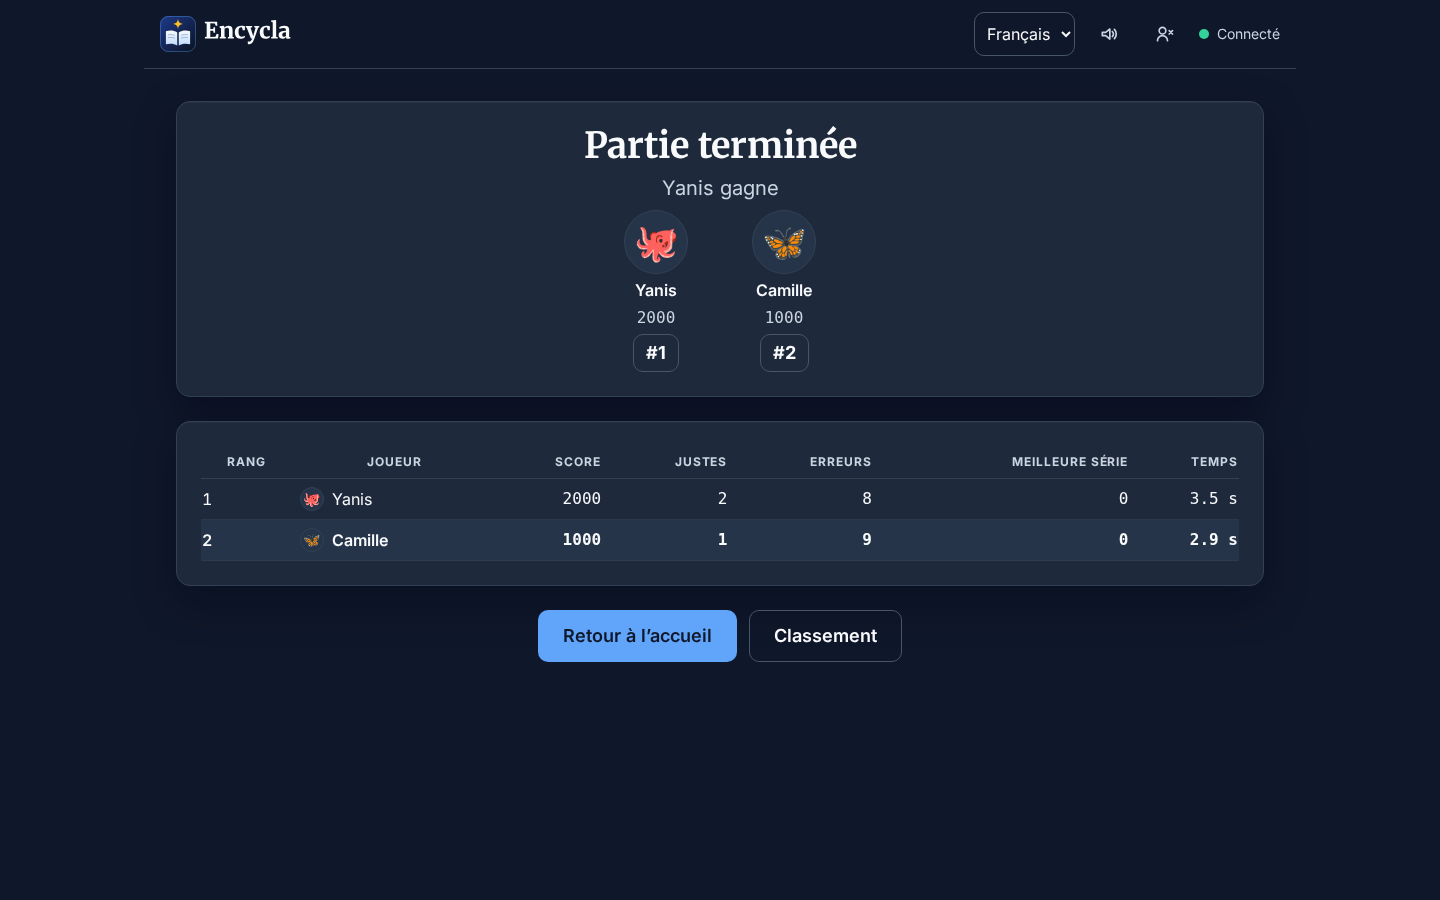 Encycla
Français
Connecté
Partie terminée
Yanis gagne
Yanis
Camille
2000
1000
#1
#2
RANG JOUEUR SCORE JUSTES ERREURS MEILLEURE SÉRIE TEMPS
1 Yanis 2000 2 8 0 3.5 s
2 Camille 1000 1 9 0 2.9 s
Retour à l’accueil
Classement